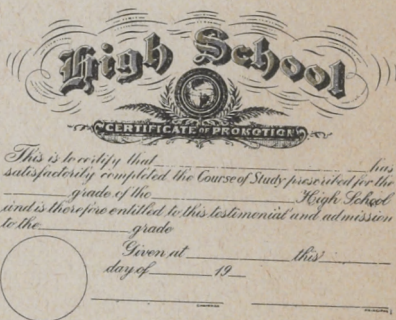 High School
CERTIFICATE OF PROMOTION
This is to certify that has
satisfactorily completed the Course of Study prescribed for the
grade of the High School
and is therefore entitled to this testimonial and admission
to the grade
Given at this
day of 19